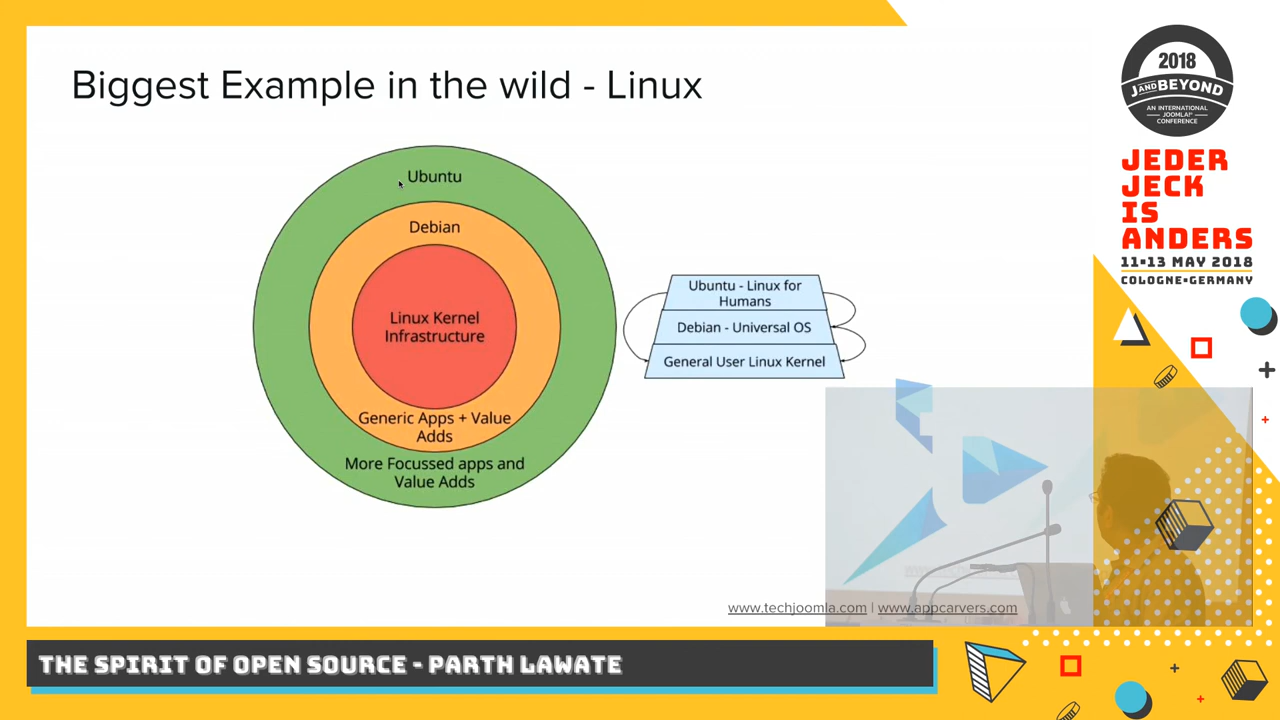 Biggest Example in the wild - Linux
Ubuntu
Debian
Linux Kernel
Infrastructure
Generic Apps + Value
Adds
More Focussed apps and
Value Adds
Ubuntu - Linux for
Humans
Debian - Universal OS
General User Linux Kernel
www.techjoomla.com | www.appcarvers.com
2018
J AND BEYOND
AN INTERNATIONAL
JOOMLA!®
CONFERENCE
JEDER
JECK
IS
ANDERS
11-13 MAY 2018
COLOGNE•GERMANY
THE SPIRIT OF OPEN SOURCE - PARTH LAWATE